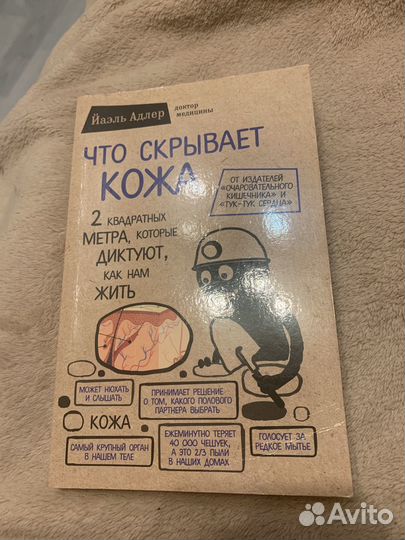 Йаэль Адлер
доктор
медицины
ЧТО СКРЫВАЕТ
КОЖА
ОТ ИЗДАТЕЛЕЙ
«ОЧАРОВАТЕЛЬНОГО
КИШЕЧНИКА» И
«ТУК-ТУК СЕРДЦА»
2 КВАДРАТНЫХ
МЕТРА, КОТОРЫЕ
ДИКТУЮТ,
КАК НАМ
ЖИТЬ
МОЖЕТ НЮХАТЬ
И СЛЫШАТЬ
ПРИНИМАЕТ РЕШЕНИЕ
О ТОМ, КАКОГО ПОЛОВОГО
ПАРТНЕРА ВЫБРАТЬ
КОЖА
САМЫЙ КРУПНЫЙ ОРГАН
В НАШЕМ ТЕЛЕ
ЕЖЕМИНУТНО ТЕРЯЕТ
40 000 ЧЕШУЕК,
А ЭТО 2/3 ПЫЛИ
В НАШИХ ДОМАХ
ГОЛОСУЕТ ЗА
РЕДКОЕ МЫТЬЕ
Avito